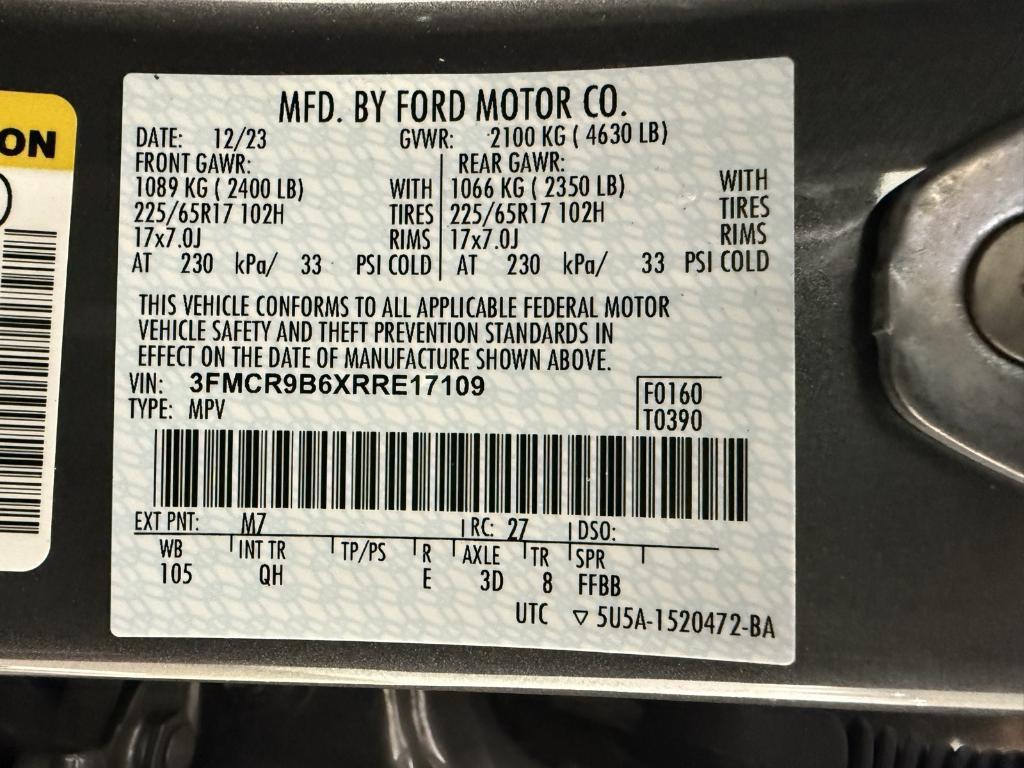 ON
MFD. BY FORD MOTOR CO.
DATE: 12/23 GVWR: 2100 KG ( 4630 LB)
FRONT GAWR: REAR GAWR:
1089 KG ( 2400 LB) WITH 1066 KG ( 2350 LB) WITH
225/65R17 102H TIRES 225/65R17 102H TIRES
17x7.0J RIMS 17x7.0J RIMS
AT 230 kPa/ 33 PSI COLD AT 230 kPa/ 33 PSI COLD
THIS VEHICLE CONFORMS TO ALL APPLICABLE FEDERAL MOTOR
VEHICLE SAFETY AND THEFT PREVENTION STANDARDS IN
EFFECT ON THE DATE OF MANUFACTURE SHOWN ABOVE.
VIN: 3FMCR9B6XRRE17109 F0160
TYPE: MPV T0390
EXT PNT: M7 RC: 27 DSO:
WB INT TR TP/PS R AXLE TR SPR
105 QH E 3D 8 FFBB
UTC ▽ 5U5A-1520472-BA